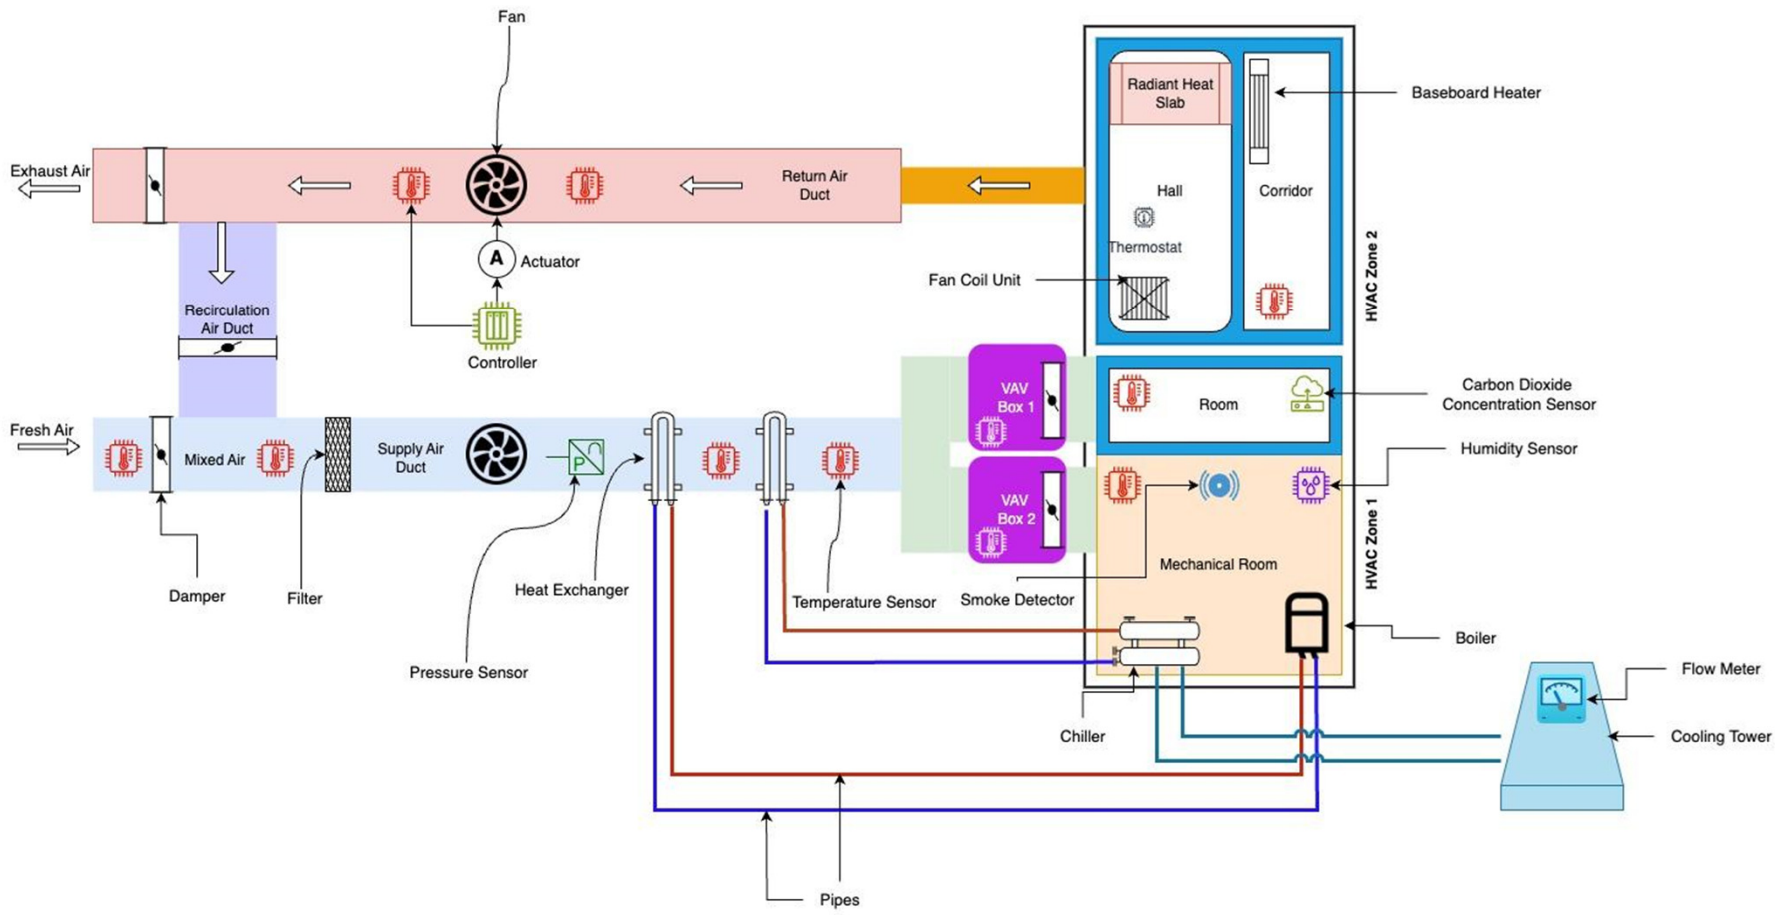 Fan
Radiant Heat
Slab
Baseboard Heater
Exhaust Air
Return Air
Duct
Hall
Corridor
Thermostat
A
Actuator
Fan Coil Unit
HVAC Zone 2
Recirculation
Air Duct
Controller
VAV
Box 1
Room
Carbon Dioxide
Concentration Sensor
Fresh Air
Mixed Air
Supply Air
Duct
P
Humidity Sensor
VAV
Box 2
HVAC Zone 1
Mechanical Room
Damper
Filter
Heat Exchanger
Temperature Sensor
Smoke Detector
Boiler
Pressure Sensor
Flow Meter
Chiller
Cooling Tower
Pipes